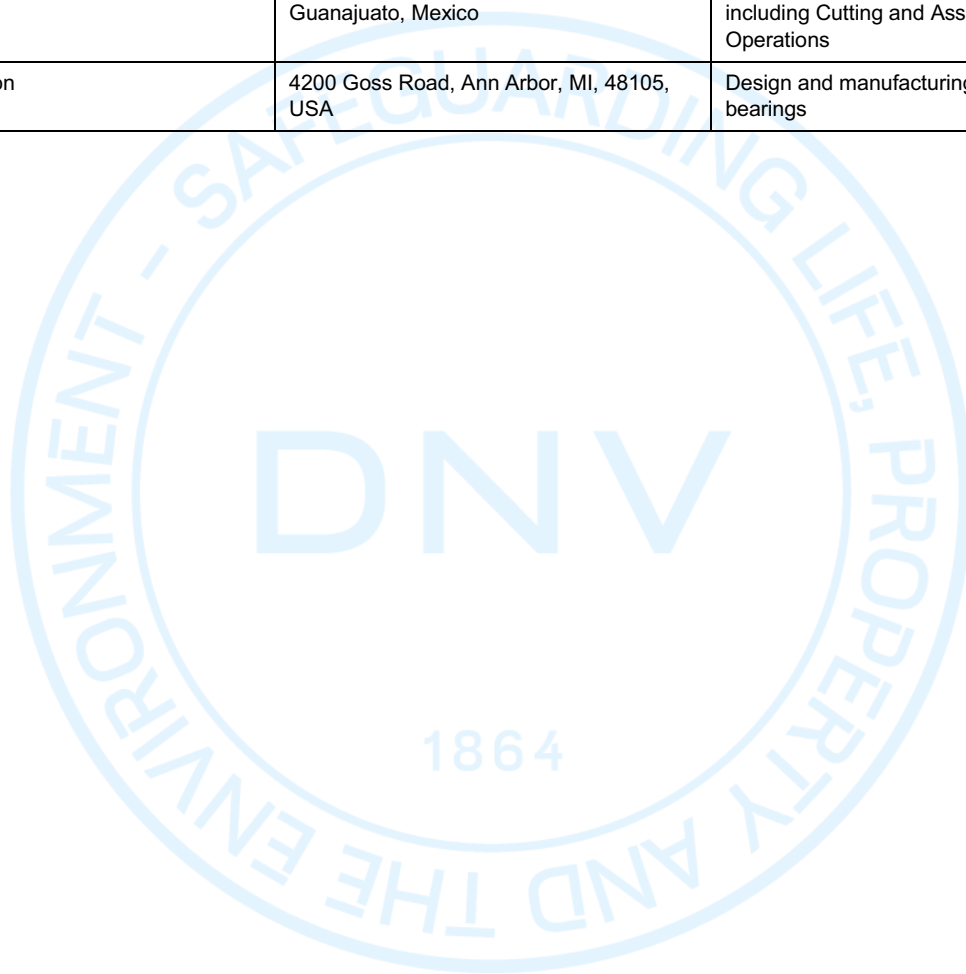 Guanajuato, Mexico
including Cutting and Ass
Operations
on
4200 Goss Road, Ann Arbor, MI, 48105,
USA
Design and manufacturing
bearings
SAFEGUARDING LIFE, PROPERTY AND THE ENVIRONMENT -
DNV
1864